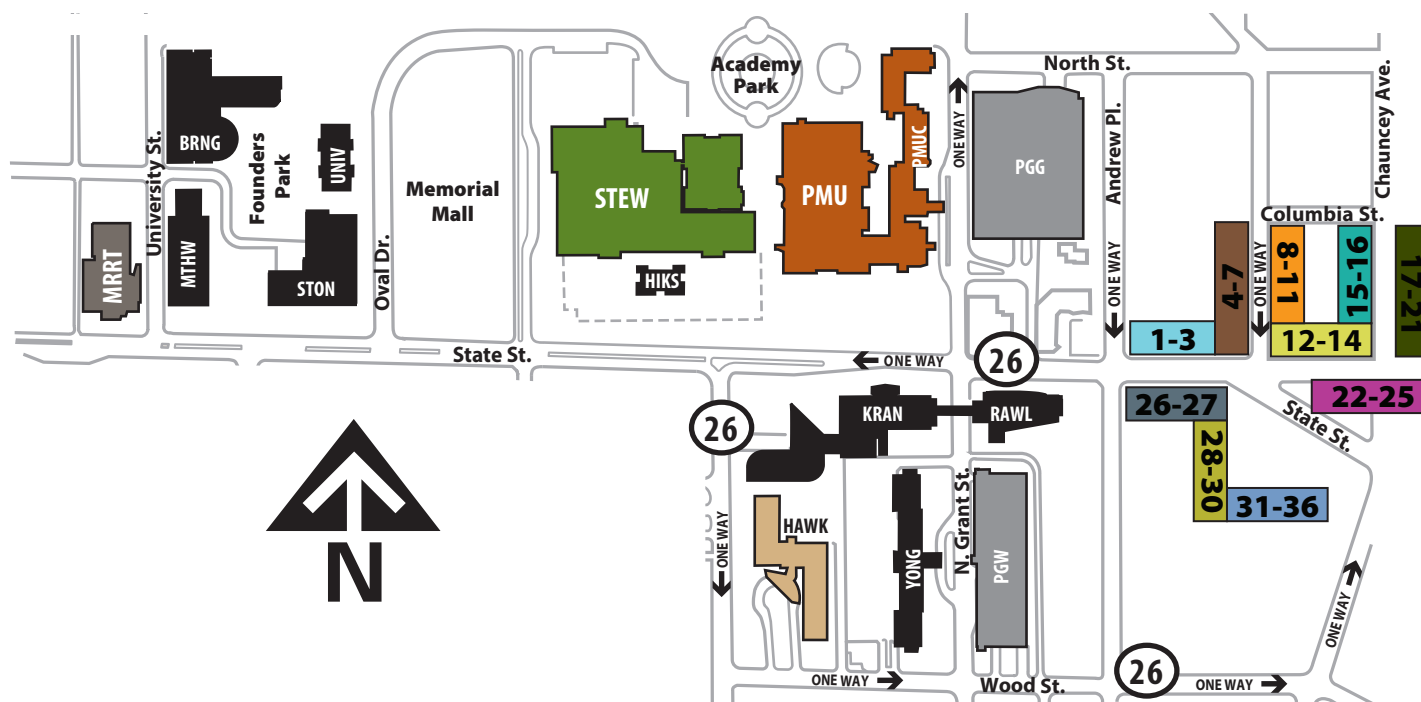 Academy
Park
North St.
Chauncey Ave.
BRNG
University St.
Founders
Park
UNIV
PMUC
ONE WAY
PGG
Andrew Pl.
Memorial
Mall
STEW
PMU
Columbia St.
MRRT
MTHW
STON
Oval Dr.
HIKS
ONE WAY
4-7
ONE WAY
8-11
15-16
17-21
1-3
12-14
State St.
ONE WAY
26
26
KRAN
RAWL
26-27
22-25
State St.
28-30
31-36
N
ONE WAY
HAWK
YONG
N. Grant St.
PGW
ONE WAY
26
ONE WAY
Wood St.
ONE WAY